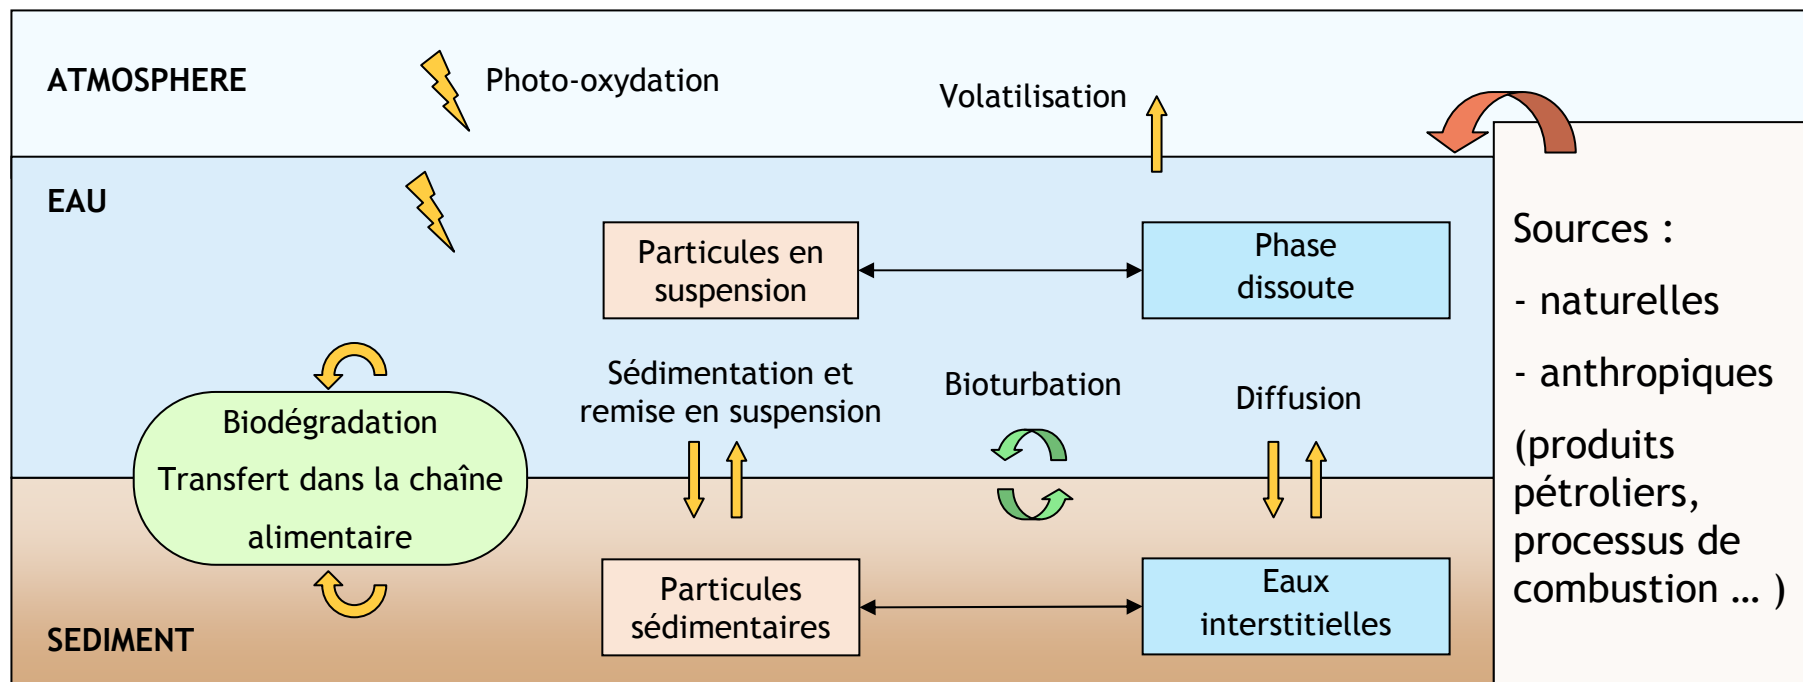 ATMOSPHERE
Photo-oxydation
Volatilisation
EAU
Particules en
suspension
Phase
dissoute
Sédimentation et
remise en suspension
Bioturbation
Diffusion
Biodégradation
Transfert dans la chaîne
alimentaire
Particules
sédimentaires
Eaux
interstitielles
SEDIMENT
Sources :
- naturelles
- anthropiques
(produits
pétroliers,
processus de
combustion … )